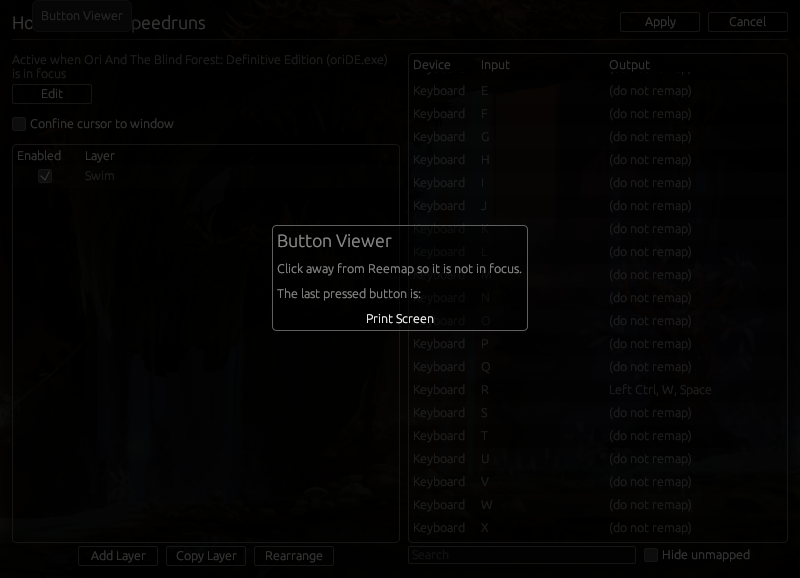 Ho
Button Viewer
peedruns
Apply
Cancel
Active when Ori And The Blind Forest: Definitive Edition (oriDE.exe)
is in focus
Edit
Confine cursor to window
Enabled Layer
Swim
Add Layer
Copy Layer
Rearrange
Device Input Output
Keyboard E (do not remap)
Keyboard F (do not remap)
Keyboard G (do not remap)
Keyboard H (do not remap)
Keyboard I (do not remap)
Keyboard J (do not remap)
Keyboard K (do not remap)
Keyboard L (do not remap)
(do not remap)
Keyboard N (do not remap)
Keyboard O (do not remap)
Keyboard P (do not remap)
Keyboard Q (do not remap)
Keyboard R Left Ctrl, W, Space
Keyboard S (do not remap)
Keyboard T (do not remap)
Keyboard U (do not remap)
Keyboard V (do not remap)
Keyboard W (do not remap)
Keyboard X (do not remap)
Search
Hide unmapped
Button Viewer
Click away from Reemap so it is not in focus.
The last pressed button is:
Print Screen